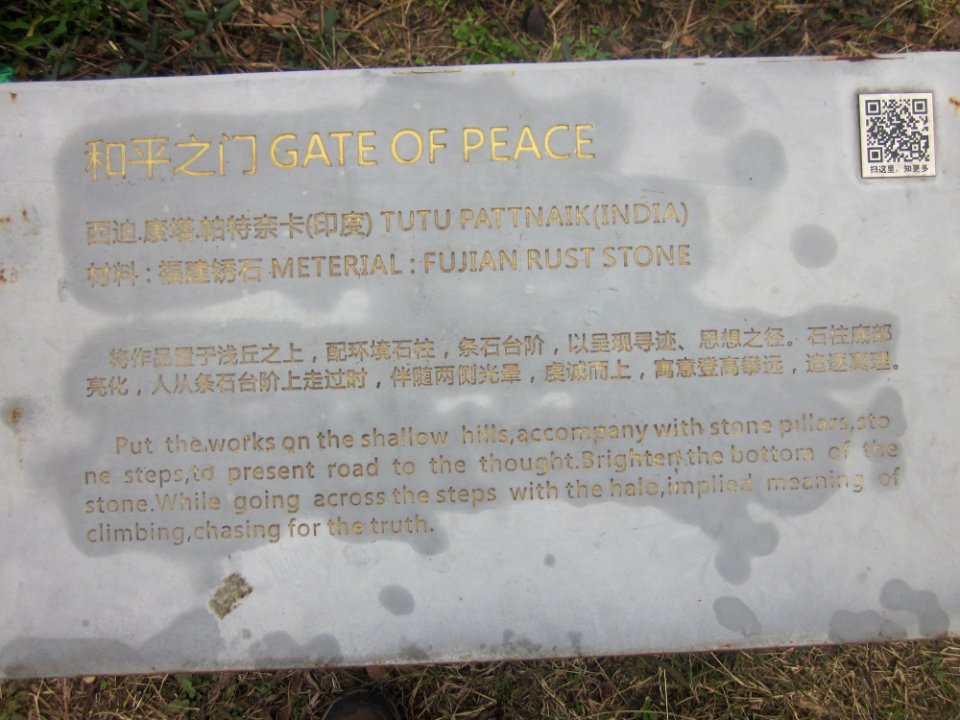 和平之门 GATE OF PEACE
扫这里，知更多
西迪.康塔.帕特奈卡(印度) TUTU PATTNAIK(INDIA)
材料：福建锈石 METERIAL : FUJIAN RUST STONE
将作品置于浅丘之上，配环境石柱，条石台阶，以呈现寻迹、思想之径。石柱底部
亮化，人从条石台阶上走过时，伴随两侧光晕，虔诚而上，寓意登高攀远，追逐真理。
Put the works on the shallow hills,accompany with stone pillars,sto
ne steps,to present road to the thought.Brighten the bottom of the
stone.While going across the steps with the halo,implied meaning of
climbing,chasing for the truth.